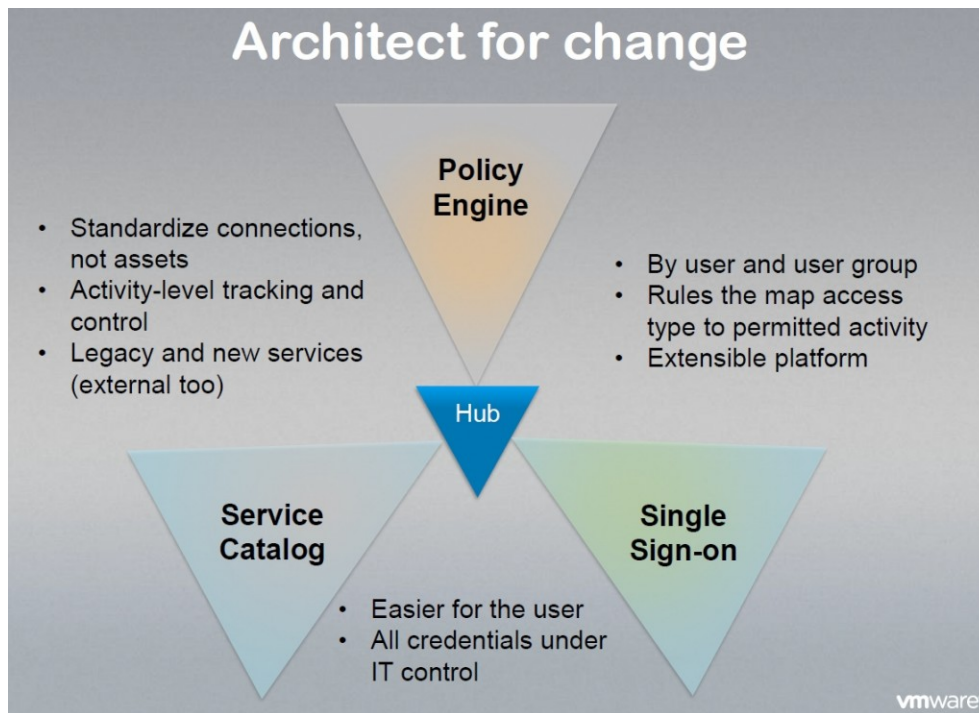 Architect for change
Policy
Engine
• Standardize connections,
not assets
• Activity-level tracking and
control
• Legacy and new services
(external too)
• By user and user group
• Rules the map access
type to permitted activity
• Extensible platform
Hub
Service
Catalog
Single
Sign-on
• Easier for the user
• All credentials under
IT control
vmware